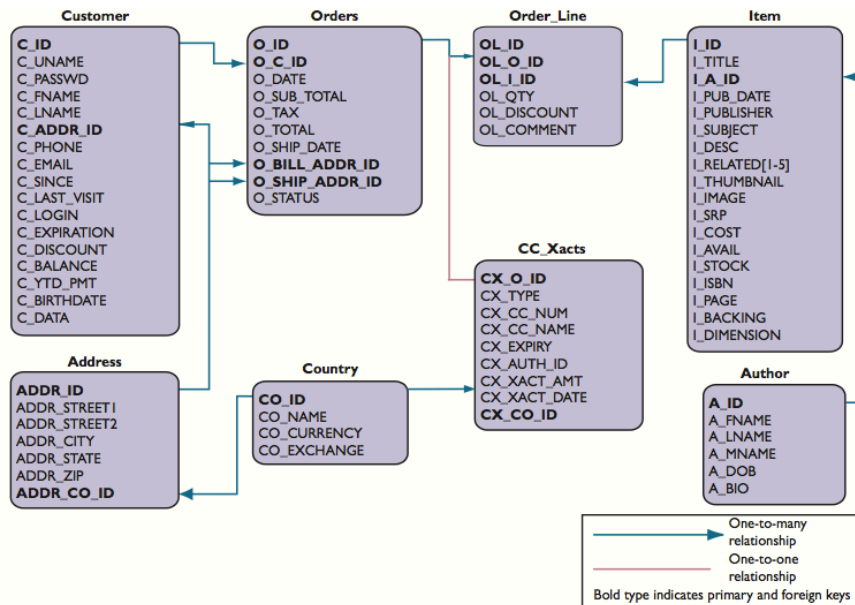 Customer
C_ID
C_UNAME
C_PASSWD
C_FNAME
C_LNAME
C_ADDR_ID
C_PHONE
C_EMAIL
C_SINCE
C_LAST_VISIT
C_LOGIN
C_EXPIRATION
C_DISCOUNT
C_BALANCE
C_YTD_PMT
C_BIRTHDATE
C_DATA
Orders
O_ID
O_C_ID
O_DATE
O_SUB_TOTAL
O_TAX
O_TOTAL
O_SHIP_DATE
O_BILL_ADDR_ID
O_SHIP_ADDR_ID
O_STATUS
Order_Line
OL_ID
OL_O_ID
OL_I_ID
OL_QTY
OL_DISCOUNT
OL_COMMENT
Item
I_ID
I_TITLE
I_A_ID
I_PUB_DATE
I_PUBLISHER
I_SUBJECT
I_DESC
I_RELATED[1-5]
I_THUMBNAIL
I_IMAGE
I_SRP
I_COST
I_AVAIL
I_STOCK
I_ISBN
I_PAGE
I_BACKING
I_DIMENSION
CC_Xacts
CX_O_ID
CX_TYPE
CX_CC_NUM
CX_CC_NAME
CX_EXPIRY
CX_AUTH_ID
CX_XACT_AMT
CX_XACT_DATE
CX_CO_ID
Address
ADDR_ID
ADDR_STREET1
ADDR_STREET2
ADDR_CITY
ADDR_STATE
ADDR_ZIP
ADDR_CO_ID
Country
CO_ID
CO_NAME
CO_CURRENCY
CO_EXCHANGE
Author
A_ID
A_FNAME
A_LNAME
A_MNAME
A_DOB
A_BIO
One-to-many
relationship
One-to-one
relationship
Bold type indicates primary and foreign keys